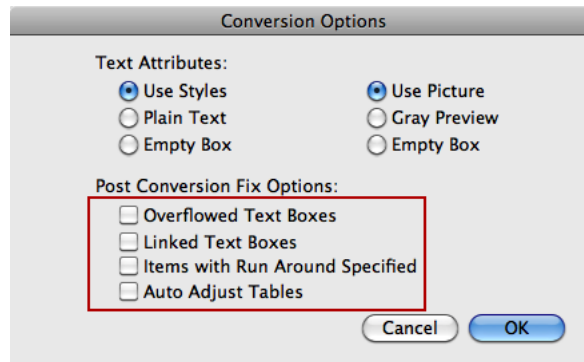 Conversion Options
Text Attributes:
Use Styles Use Picture
Plain Text Gray Preview
Empty Box Empty Box
Post Conversion Fix Options:
Overflowed Text Boxes
Linked Text Boxes
Items with Run Around Specified
Auto Adjust Tables
Cancel OK